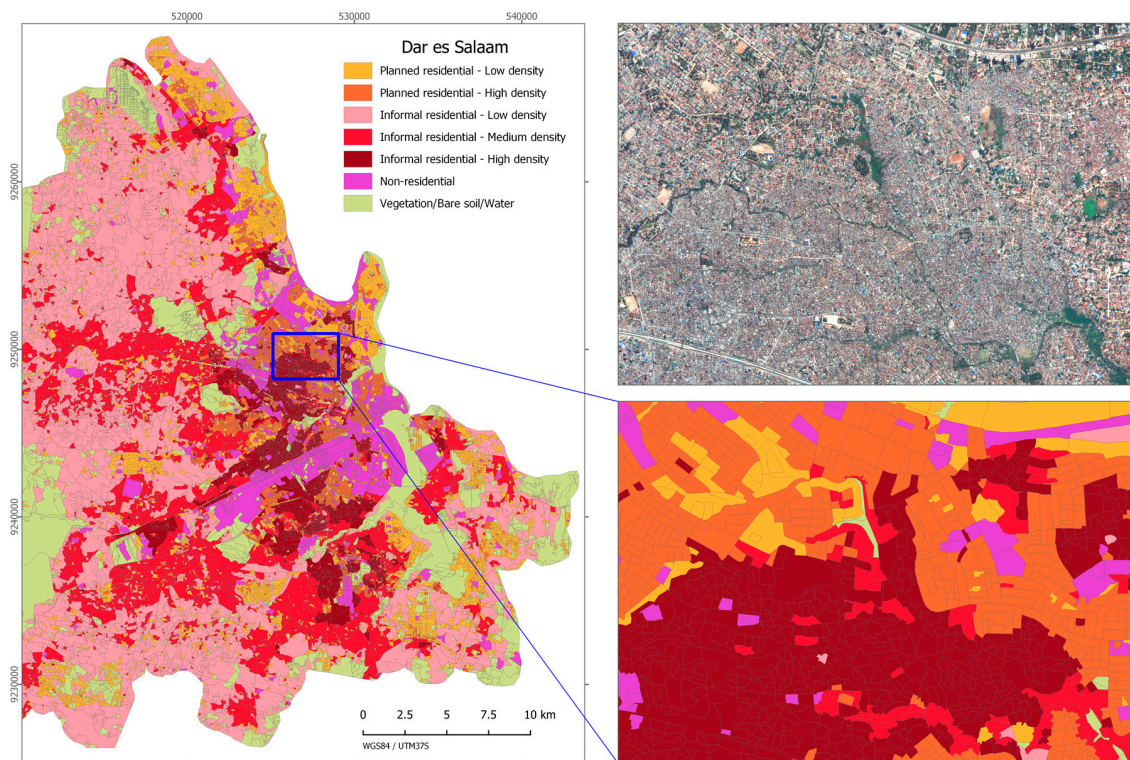 520000 530000 540000
Dar es Salaam
Planned residential - Low density
Planned residential - High density
Informal residential - Low density
Informal residential - Medium density
Informal residential - High density
Non-residential
Vegetation/Bare soil/Water
9260000
9250000
9240000
9230000
0 2.5 5 7.5 10 km
WGS84 / UTM37S